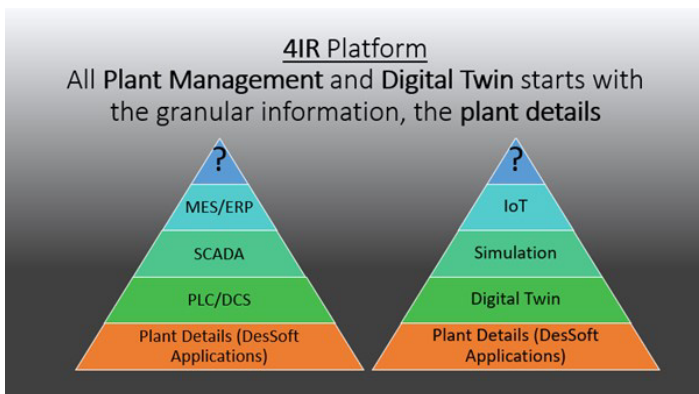 4IR Platform
All Plant Management and Digital Twin starts with
the granular information, the plant details
?
MES/ERP
SCADA
PLC/DCS
Plant Details (DesSoft
Applications)
?
IoT
Simulation
Digital Twin
Plant Details (DesSoft
Applications)